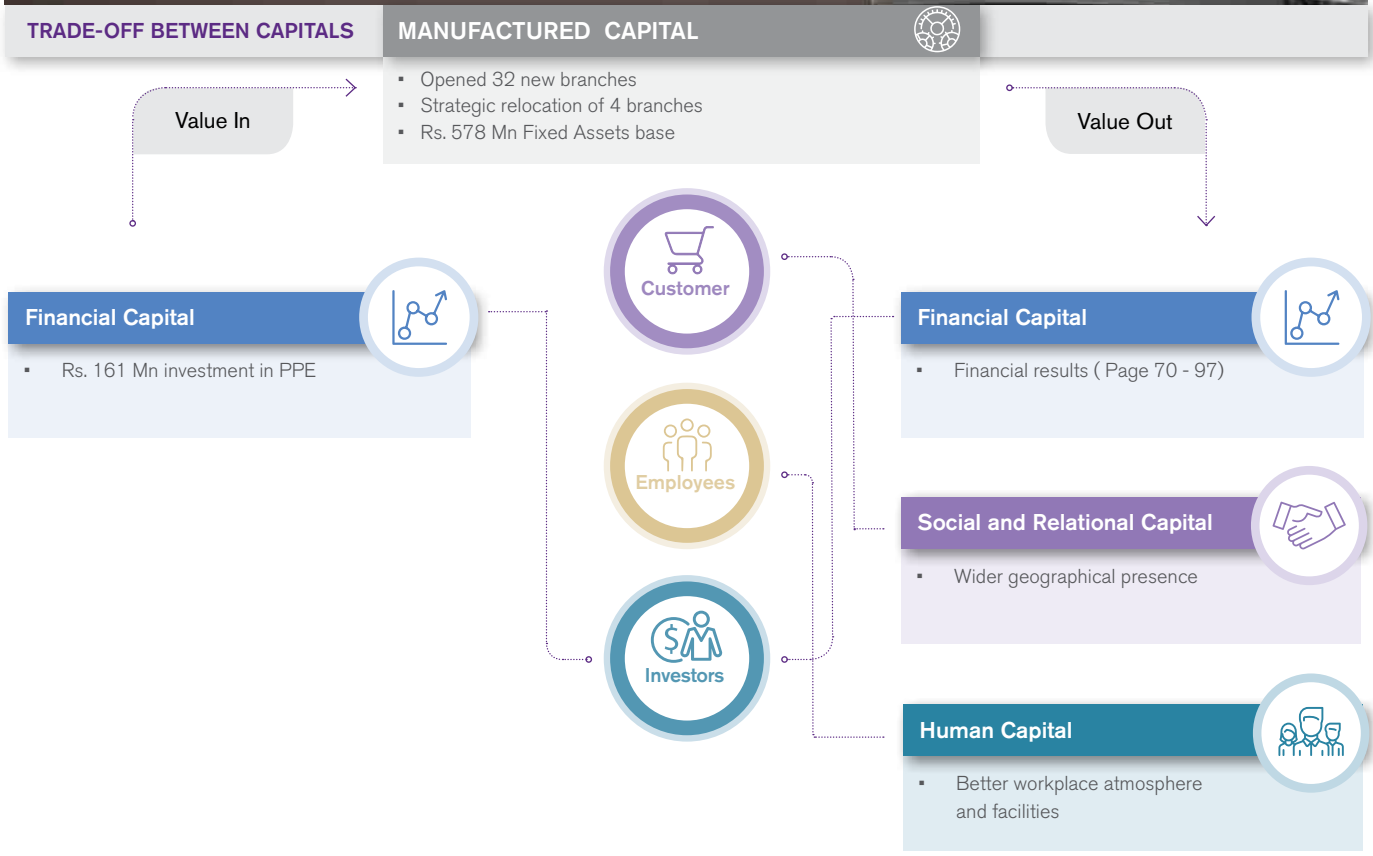 TRADE-OFF BETWEEN CAPITALS
MANUFACTURED CAPITAL
▪ Opened 32 new branches
▪ Strategic relocation of 4 branches
▪ Rs. 578 Mn Fixed Assets base
Value In
Value Out
Financial Capital
▪ Rs. 161 Mn investment in PPE
Customer
Employees
$
Investors
Financial Capital
▪ Financial results ( Page 70 - 97)
Social and Relational Capital
▪ Wider geographical presence
Human Capital
▪ Better workplace atmosphere
and facilities